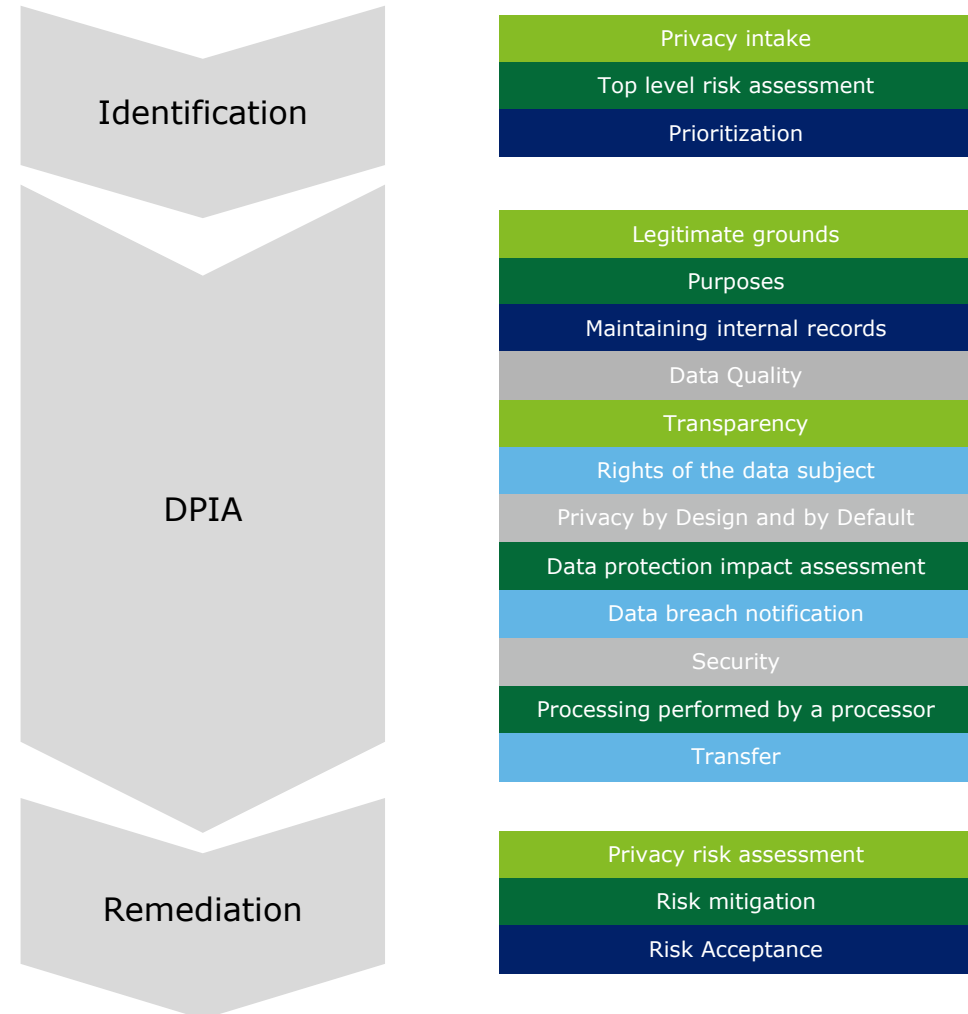 Identification
Privacy intake
Top level risk assessment
Prioritization
DPIA
Legitimate grounds
Purposes
Maintaining internal records
Data Quality
Transparency
Rights of the data subject
Privacy by Design and by Default
Data protection impact assessment
Data breach notification
Security
Processing performed by a processor
Transfer
Remediation
Privacy risk assessment
Risk mitigation
Risk Acceptance